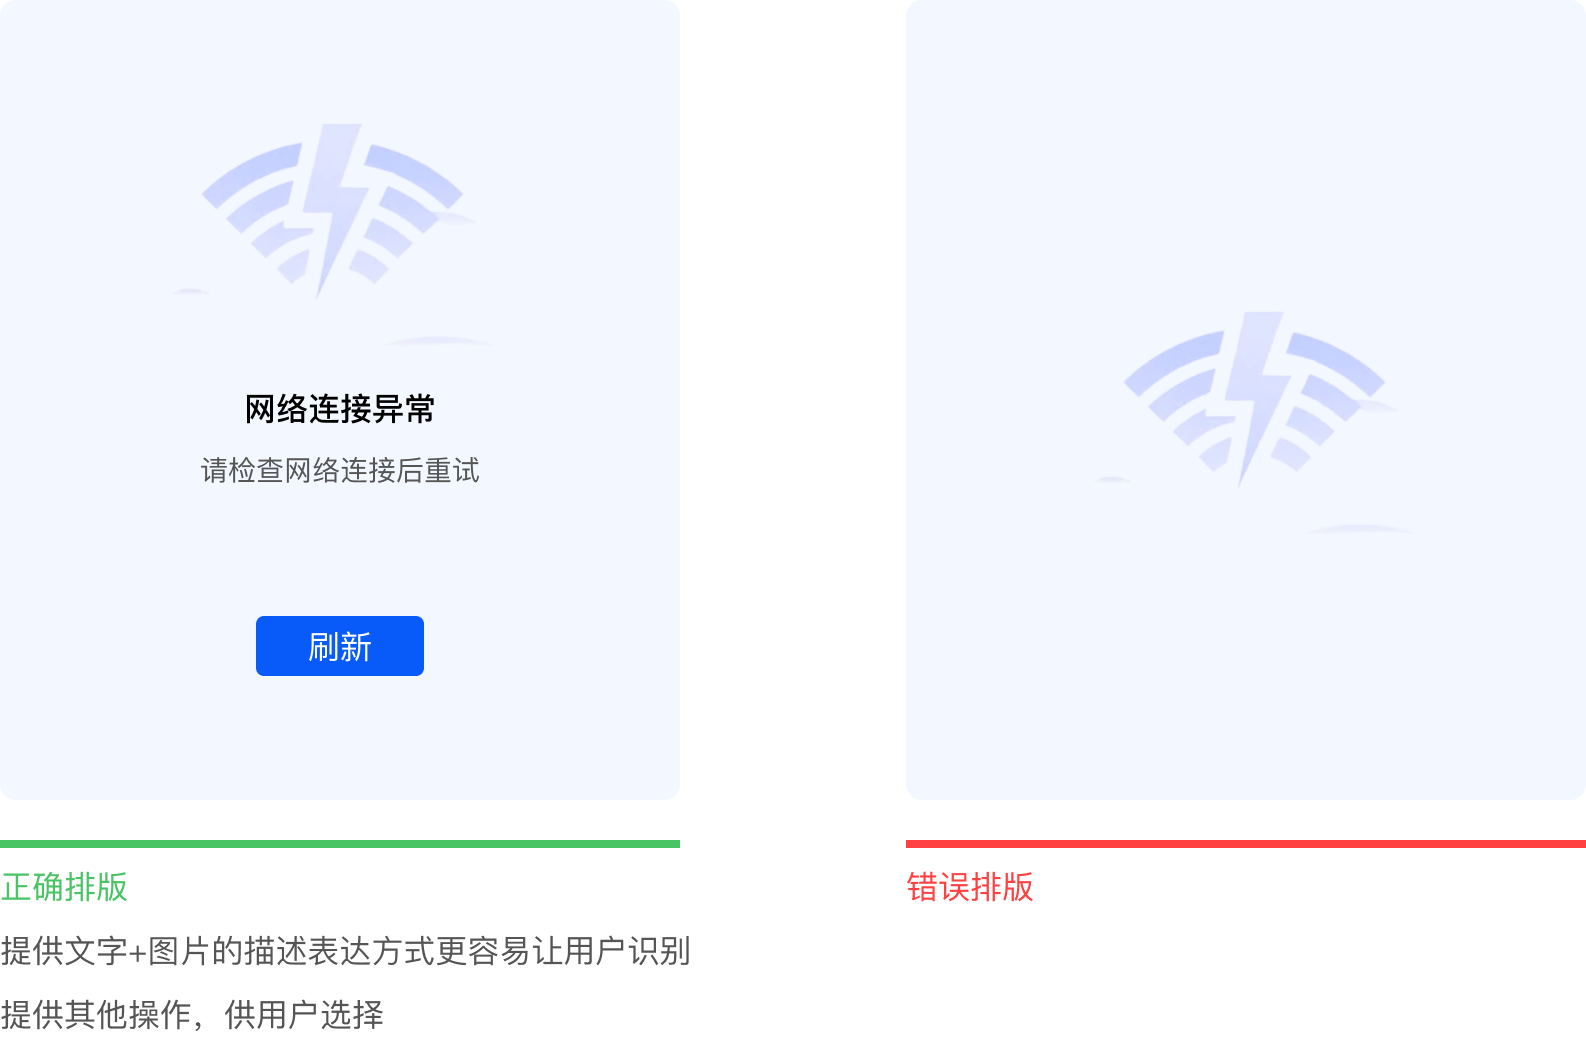 网络连接异常
请检查网络连接后重试
刷新
正确排版
提供文字+图片的描述表达方式更容易让用户识别
提供其他操作，供用户选择
错误排版